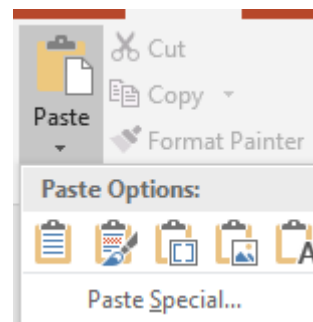 Cut
Copy
Paste
Format Painter
Paste Options:
A
Paste Special...